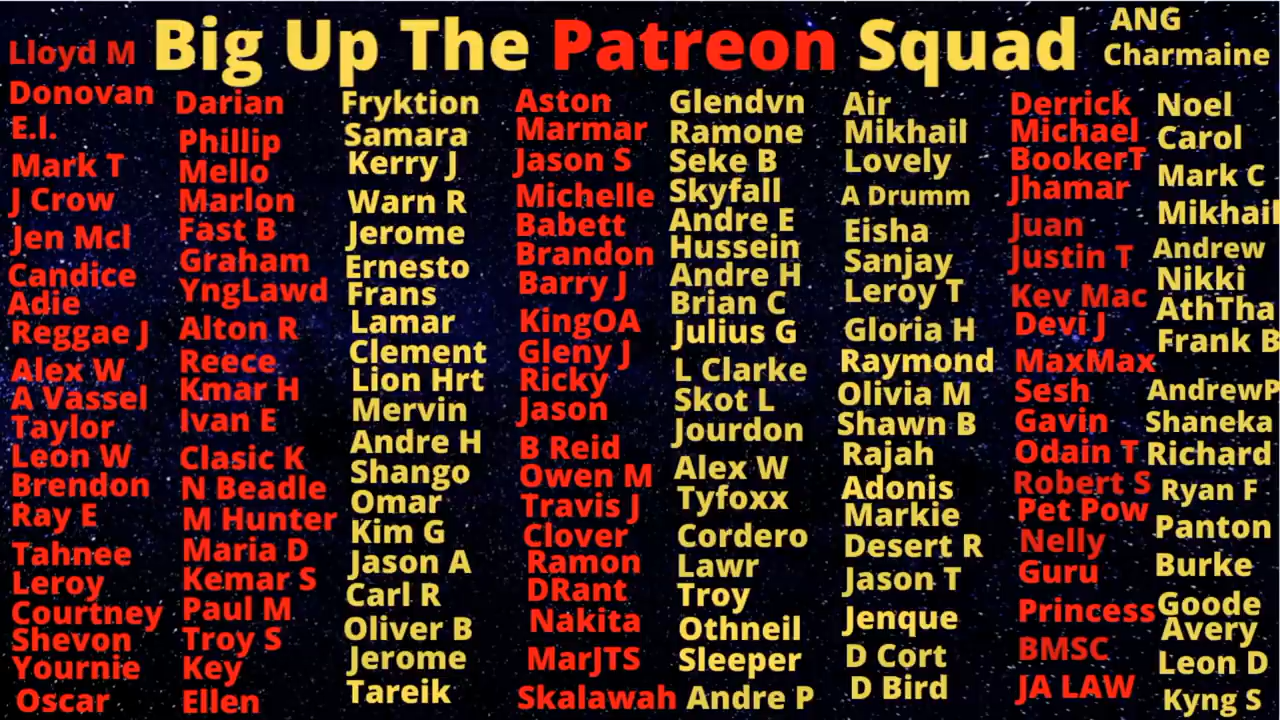 Big Up The Patreon Squad
Lloyd M
Donovan
E.I.
Mark T
J Crow
Jen Mcl
Candice
Adie
Reggae J
Alex W
A Vassel
Taylor
Leon W
Brendon
Ray E
Tahnee
Leroy
Courtney
Shevon
Yournie
Oscar
Darian
Phillip
Mello
Marlon
Fast B
Graham
YngLawd
Alton R
Reece
Kmar H
Ivan E
Clasic K
N Beadle
M Hunter
Maria D
Kemar S
Paul M
Troy S
Key
Ellen
Fryktion
Samara
Kerry J
Warn R
Jerome
Ernesto
Frans
Lamar
Clement
Lion Hrt
Mervin
Andre H
Shango
Omar
Kim G
Jason A
Carl R
Oliver B
Jerome
Tareik
Aston
Marmar
Jason S
Michelle
Babett
Brandon
Barry J
KingOA
Gleny J
Ricky
Jason
B Reid
Owen M
Travis J
Clover
Ramon
DRant
Nakita
MarJTS
Skalawah
Glendvn
Ramone
Seke B
Skyfall
Andre E
Hussein
Andre H
Brian C
Julius G
L Clarke
Skot L
Jourdon
Alex W
Tyfoxx
Cordero
Lawr
Troy
Othneil
Sleeper
Andre P
Air
Mikhail
Lovely
A Drumm
Eisha
Sanjay
Leroy T
Gloria H
Raymond
Olivia M
Shawn B
Rajah
Adonis
Markie
Desert R
Jason T
Jenque
D Cort
D Bird
Derrick
Michael
BookerT
Jhamar
Juan
Justin T
Kev Mac
Devi J
MaxMax
Sesh
Gavin
Odain T
Robert S
Pet Pow
Nelly
Guru
Princess
BMSC
JA LAW
ANG
Charmaine
Noel
Carol
Mark C
Mikhail
Andrew
Nikki
AthTha
Frank B
AndrewP
Shaneka
Richard
Ryan F
Panton
Burke
Goode
Avery
Leon D
Kyng S